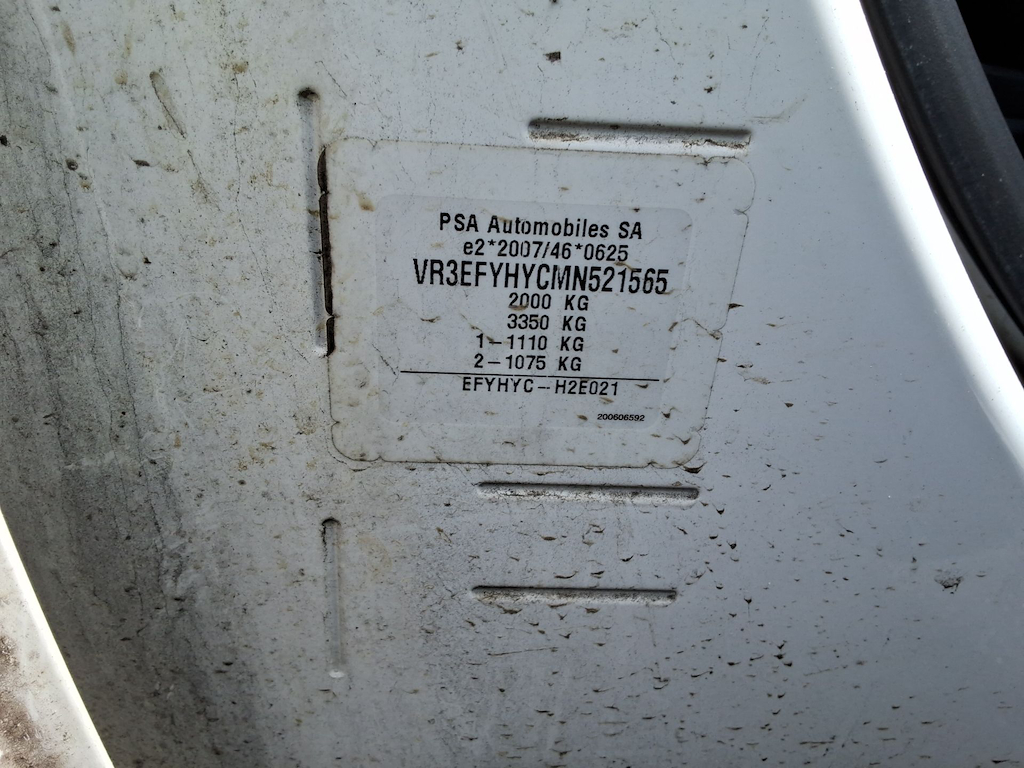 PSA Automobiles SA
e2*2007/46*0625
VR3EFYHYCMN521565
2000 KG
3350 KG
1-1110 KG
2-1075 KG
EFYHYC-H2E021
200606592